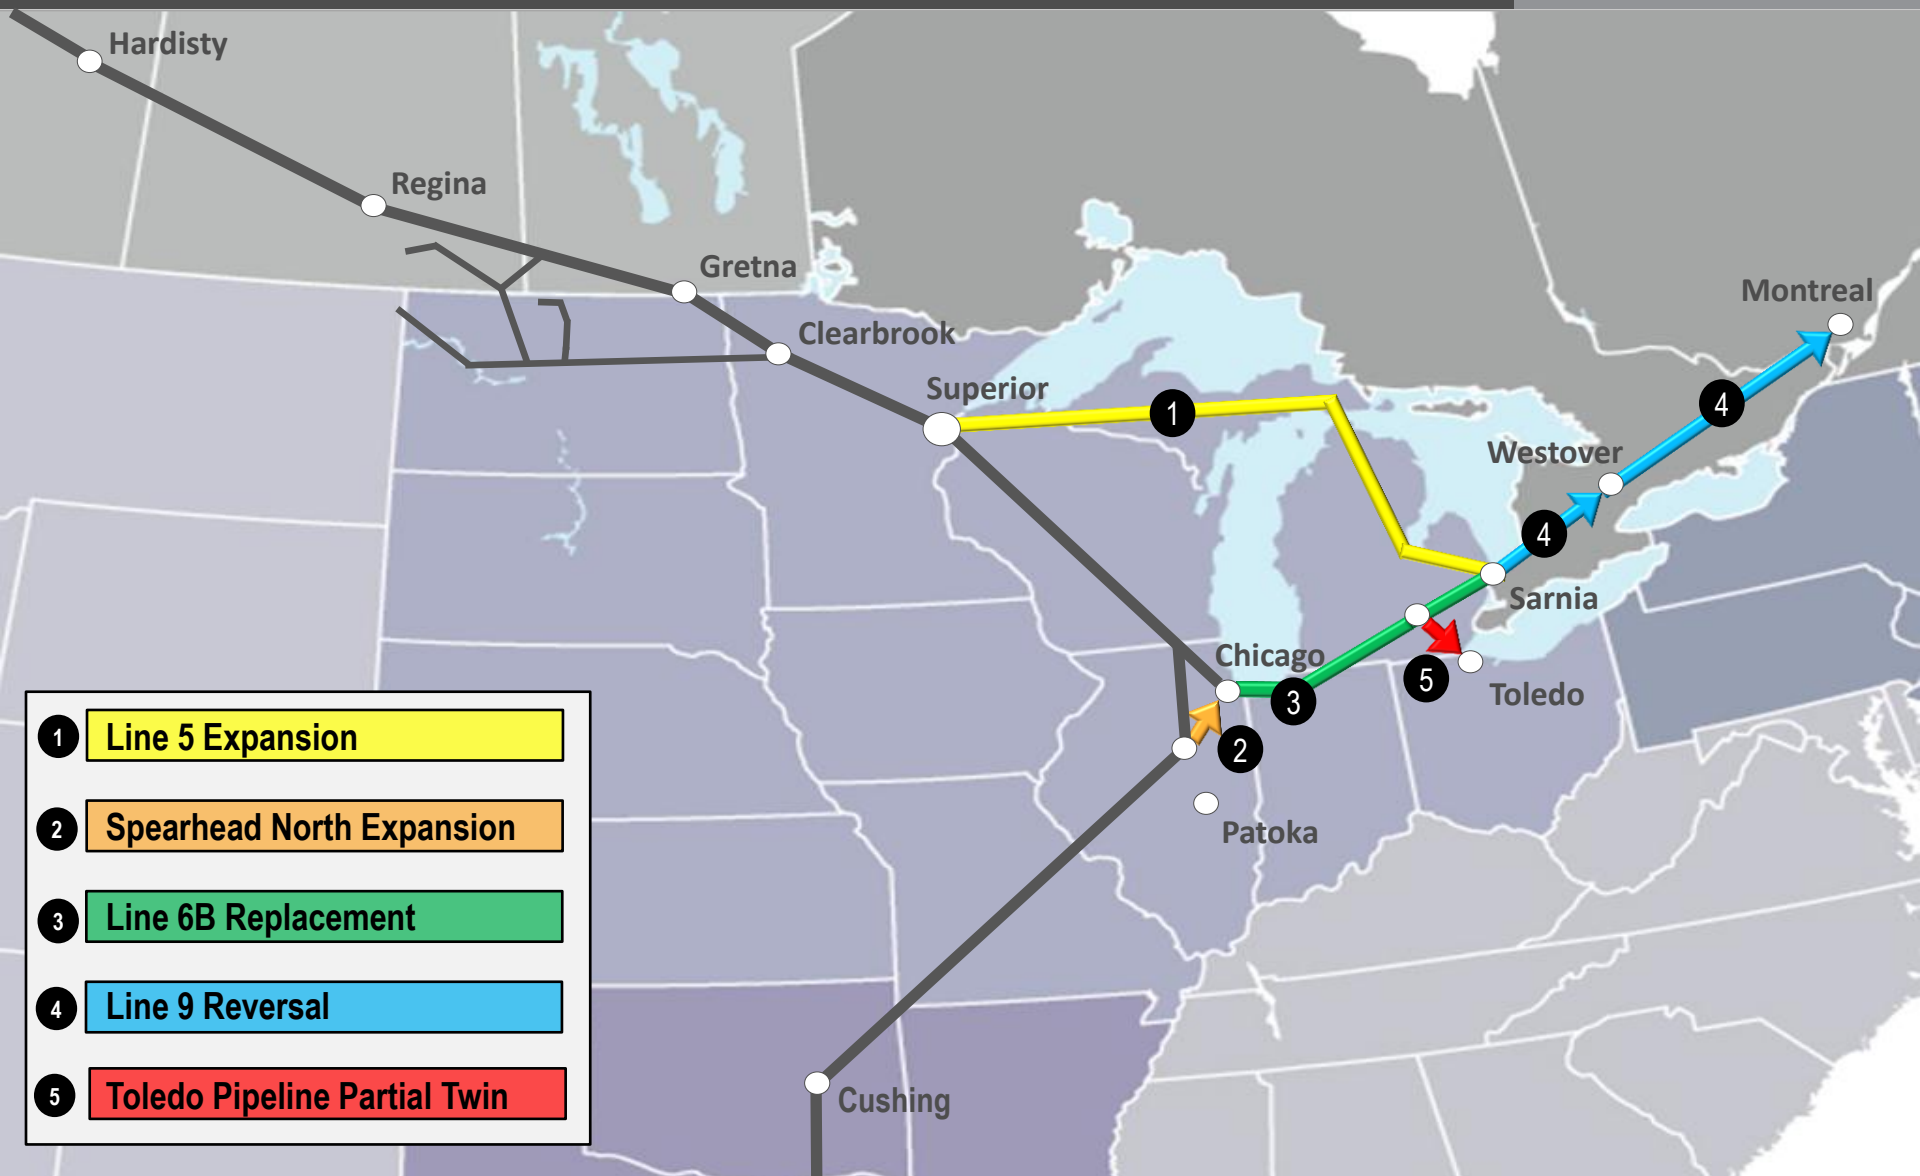 Hardisty
Regina
Gretna
Clearbrook
Superior
Montreal
Westover
Sarnia
Chicago
Toledo
Patoka
Cushing
1
4
4
3
5
2
1 Line 5 Expansion
2 Spearhead North Expansion
3 Line 6B Replacement
4 Line 9 Reversal
5 Toledo Pipeline Partial Twin